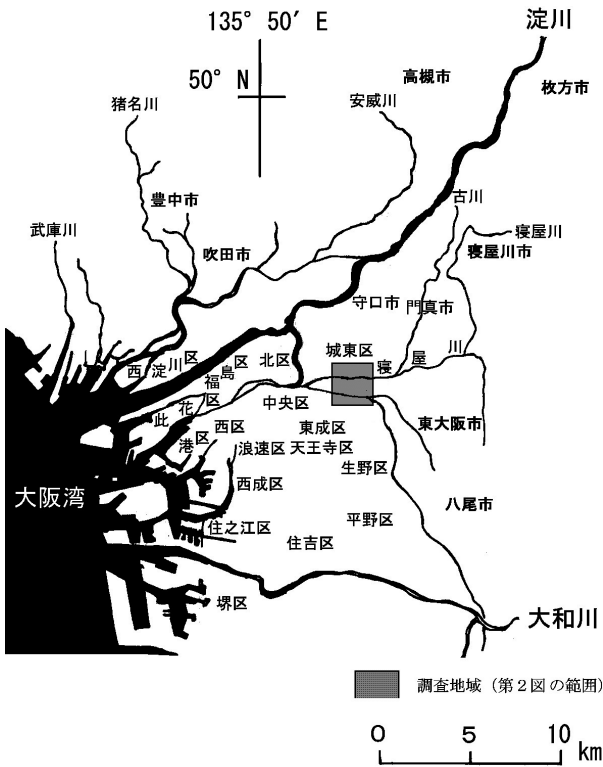 135° 50′ E
50° N
淀川
高槻市
枚方市
猪名川
安威川
豊中市
古川
武庫川
吹田市
寝屋川
寝屋川市
守口市
門真市
城東区
寝屋川
西淀川区
福島区
北区
此花区
中央区
東大阪市
港区
西区
東成区
浪速区
天王寺区
生野区
大阪湾
西成区
八尾市
住之江区
平野区
住吉区
堺区
大和川
調査地域（第２図の範囲）
0 5 10 km